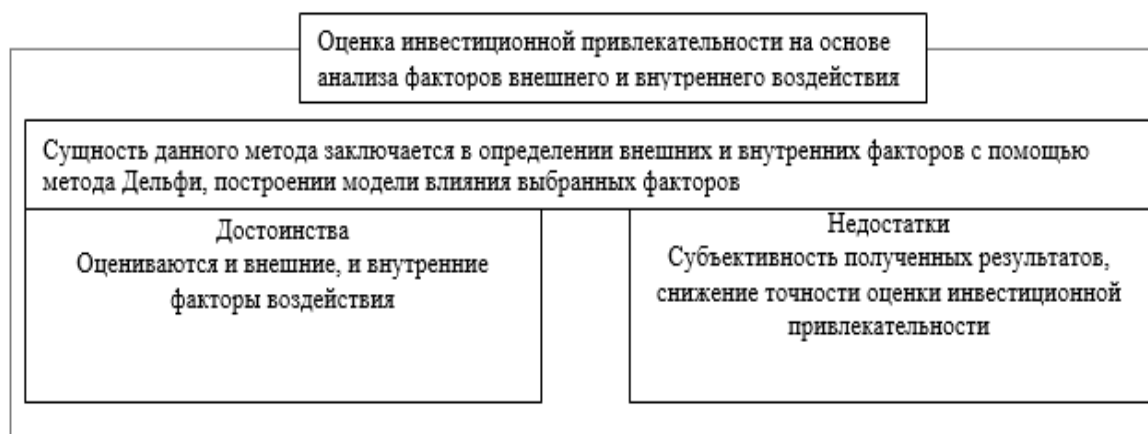 Оценка инвестиционной привлекательности на основе
анализа факторов внешнего и внутреннего воздействия
Сущность данного метода заключается в определении внешних и внутренних факторов с помощью
метода Дельфи, построении модели влияния выбранных факторов
Достоинства
Оцениваются и внешние, и внутренние
факторы воздействия
Недостатки
Субъективность полученных результатов,
снижение точности оценки инвестиционной
привлекательности